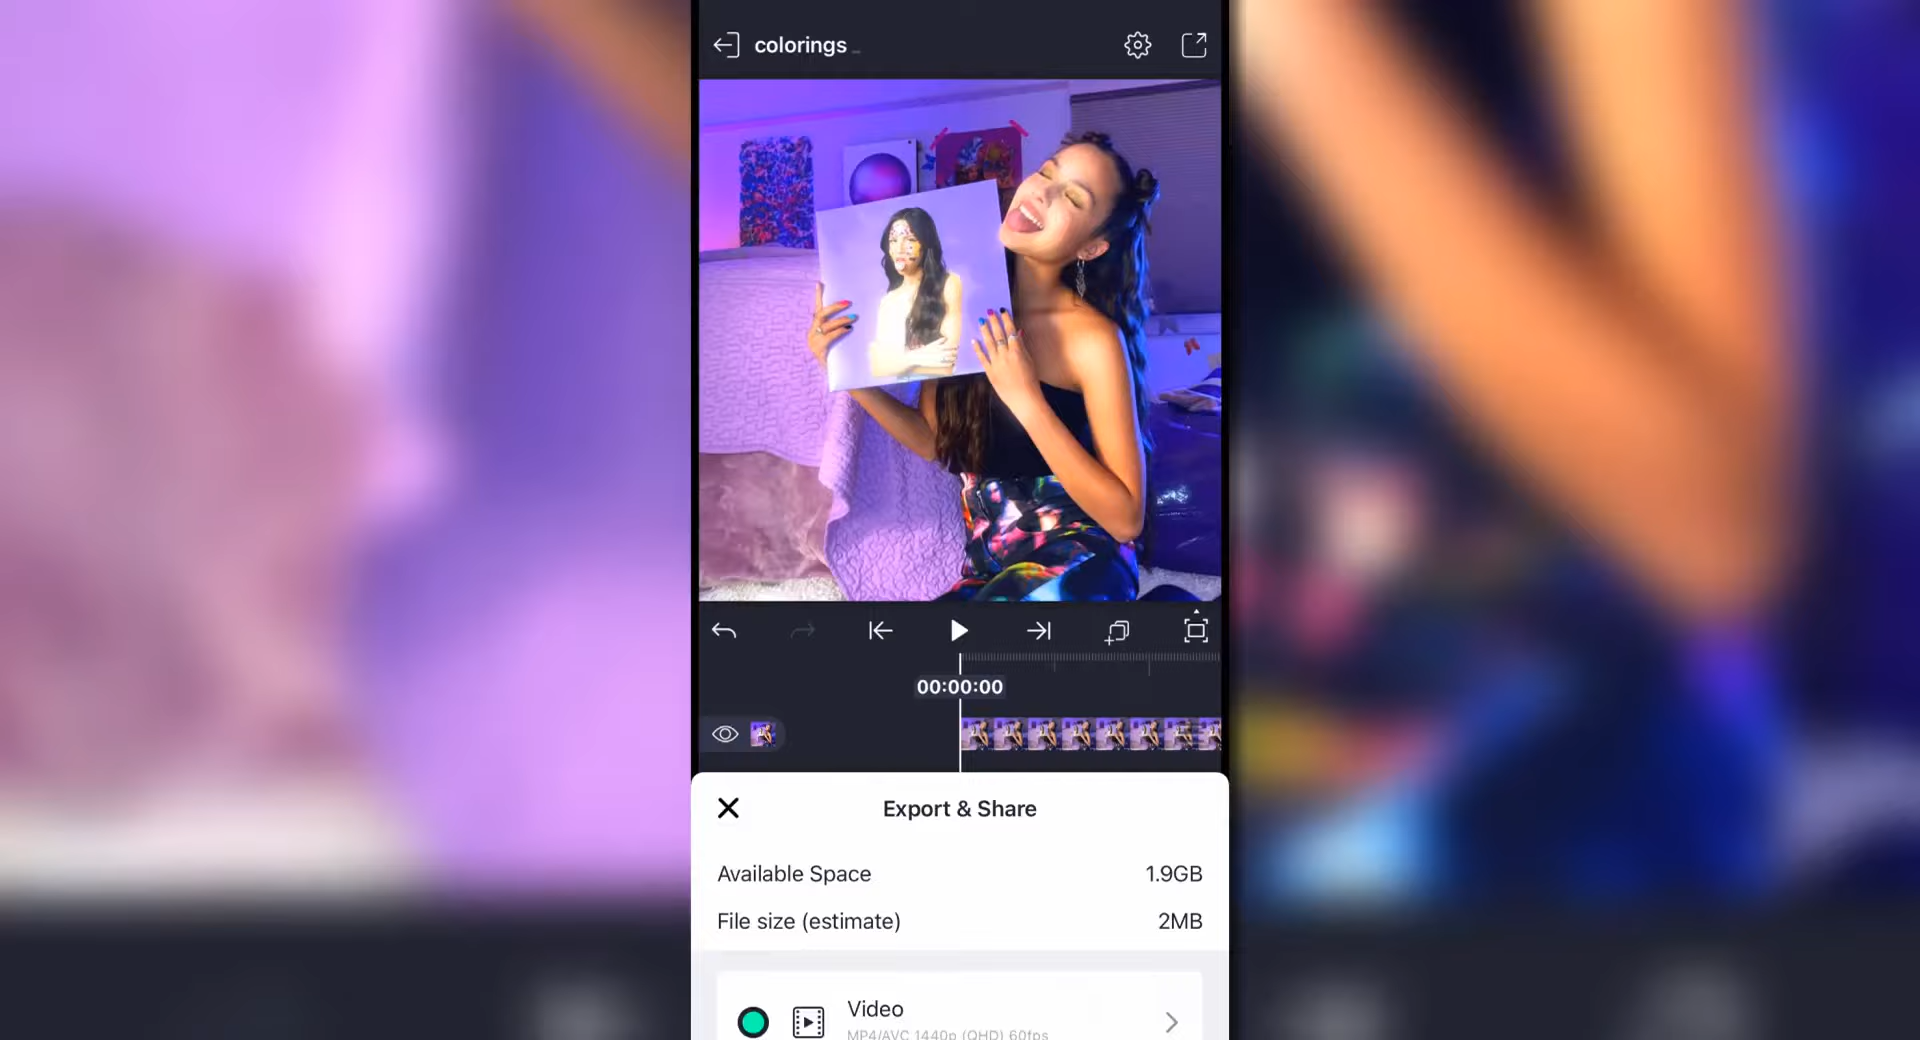 colorings
00:00:00
Export & Share
Available Space 1.9GB
File size (estimate) 2MB
Video
MP4/AVC 1440p (QHD) 60fps